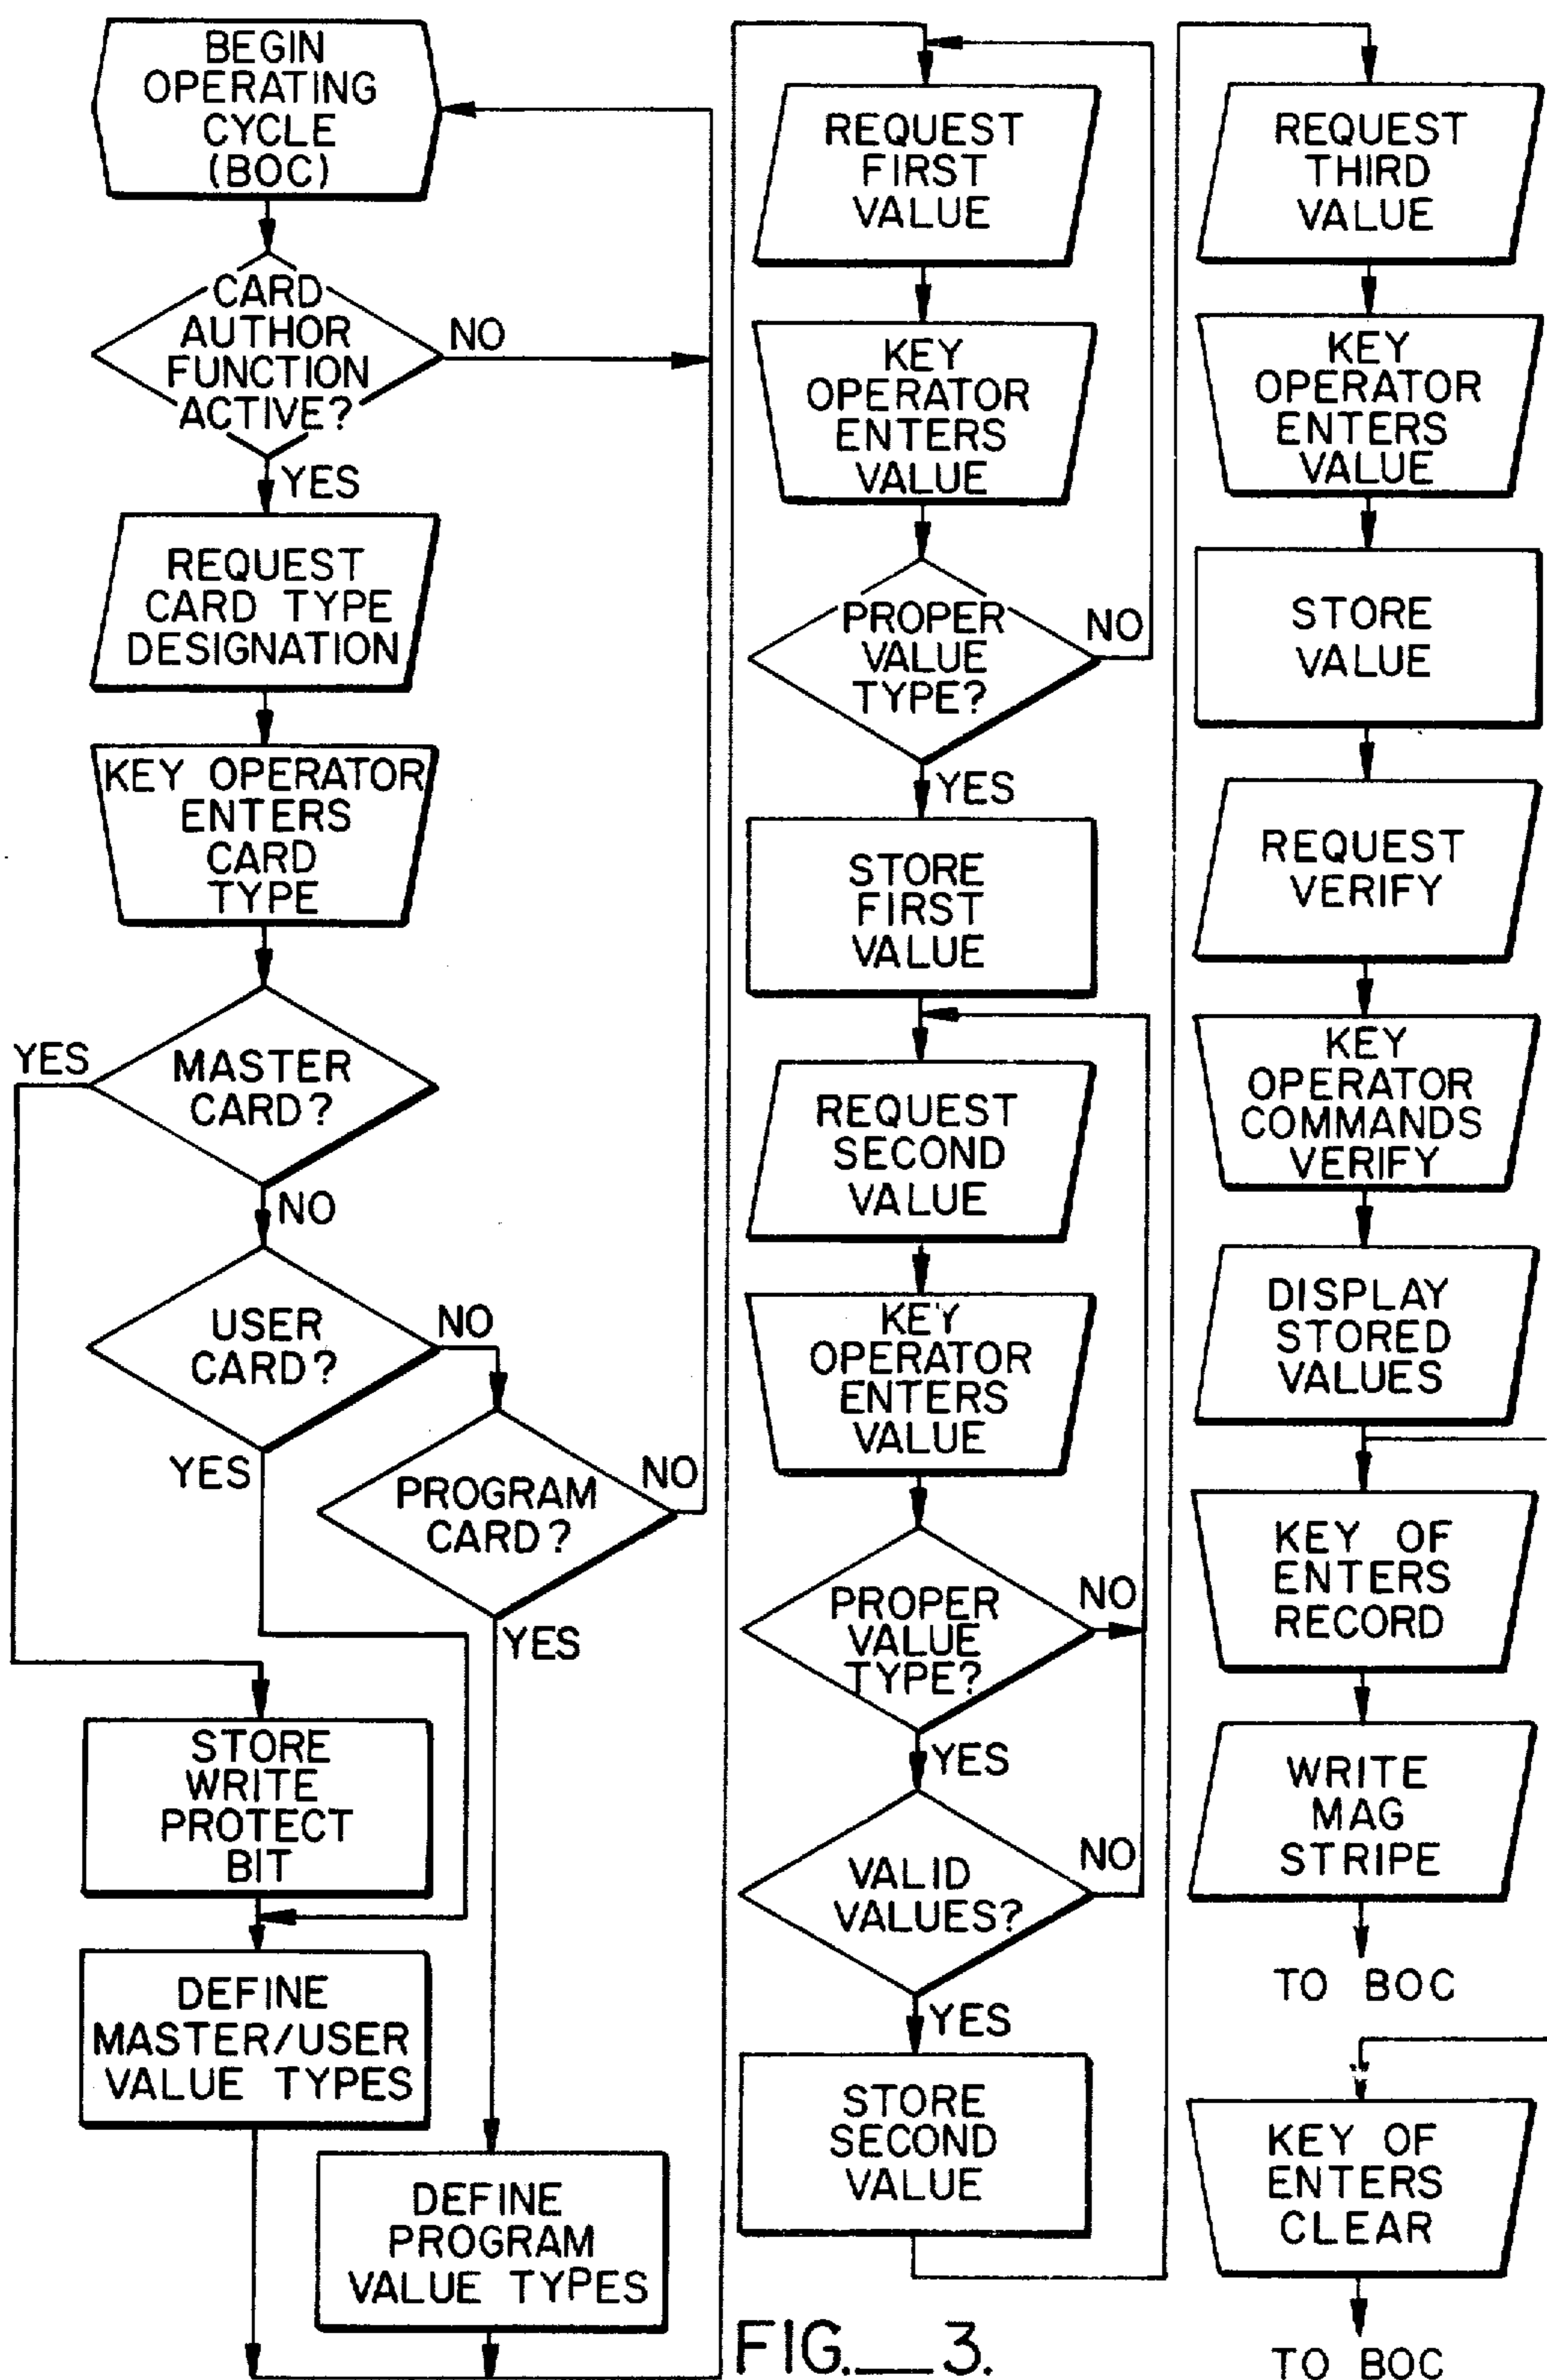 BEGIN
OPERATING
CYCLE
(BOC)
CARD
AUTHOR
FUNCTION
ACTIVE?
NO
YES
REQUEST
CARD TYPE
DESIGNATION
KEY OPERATOR
ENTERS
CARD
TYPE
YES
MASTER
CARD?
NO
USER
CARD?
NO
YES
PROGRAM
CARD?
NO
YES
STORE
WRITE
PROTECT
BIT
DEFINE
MASTER/USER
VALUE TYPES
DEFINE
PROGRAM
VALUE TYPES
REQUEST
FIRST
VALUE
KEY
OPERATOR
ENTERS
VALUE
PROPER
VALUE
TYPE?
NO
YES
STORE
FIRST
VALUE
REQUEST
SECOND
VALUE
KEY
OPERATOR
ENTERS
VALUE
PROPER
VALUE
TYPE?
NO
YES
VALID
VALUES?
NO
YES
STORE
SECOND
VALUE
REQUEST
THIRD
VALUE
KEY
OPERATOR
ENTERS
VALUE
STORE
VALUE
REQUEST
VERIFY
KEY
OPERATOR
COMMANDS
VERIFY
DISPLAY
STORED
VALUES
KEY OF
ENTERS
RECORD
WRITE
MAG
STRIPE
TO BOC
KEY OF
ENTERS
CLEAR
TO BOC
FIG.__3.